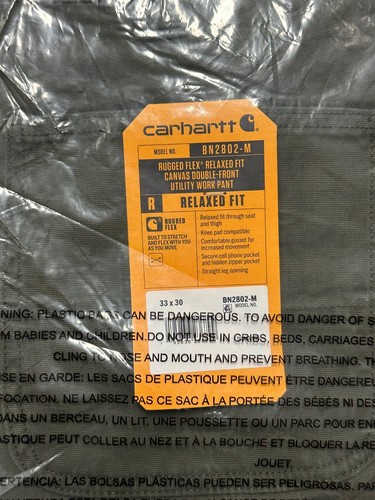 carhartt
MODEL NO. BN2802-M
RUGGED FLEX® RELAXED FIT
CANVAS DOUBLE-FRONT
UTILITY WORK PANT
R RELAXED FIT
RUGGED
FLEX
BUILT TO STRETCH
AND FLEX WITH YOU
AS YOU MOVE
Relaxed fit through seat
and thigh
Knee pad compatible
Comfortable gusset for
increased movement
Secure cell phone pocket
and hidden zipper pocket
Straight leg opening
33 x 30
BN2802-M
MODEL NO.
NING: PLASTIC BAGS CAN BE DANGEROUS. TO AVOID DANGER OF S
M BABIES AND CHILDREN.DO NOT USE IN CRIBS, BEDS, CARRIAGES
CLING TO NOSE AND MOUTH AND PREVENT BREATHING. TH
SE EN GARDE: LES SACS DE PLASTIQUE PEUVENT ÊTRE DANGEREU
FOCATION, NE LAISSEZ PAS CE SAC À LA PORTÉE DES BÉBÉS NI DES
DANS UN BERCEAU, UN LIT, UNE POUSSETTE OU UN PARC POUR EN
ASTIQUE PEUT COLLER AU NEZ ET À LA BOUCHE ET BLOQUER LA RE
JOUET.
ERTENCIA: LAS BOLSAS PLÁSTICAS PUEDEN SER PELIGROSAS, PAR